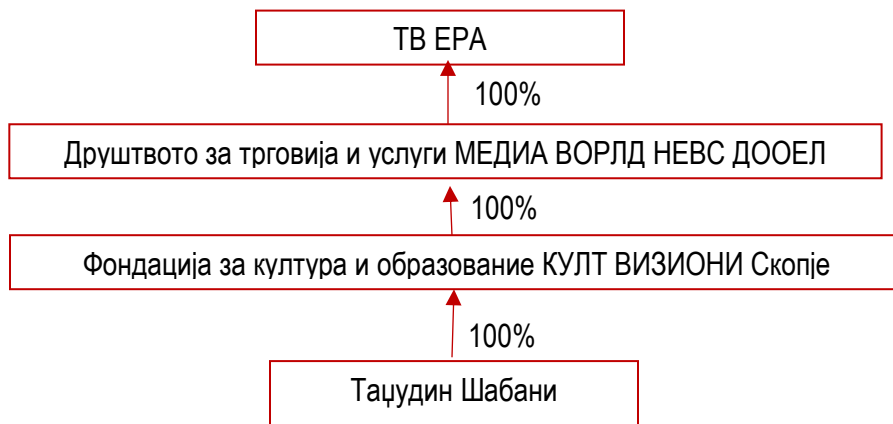 ТВ ЕРА
100%
Друштвото за трговија и услуги МЕДИА ВОРЛД НЕВС ДООЕЛ
100%
Фондација за култура и образование КУЛТ ВИЗИОНИ Скопје
100%
Таџудин Шабани